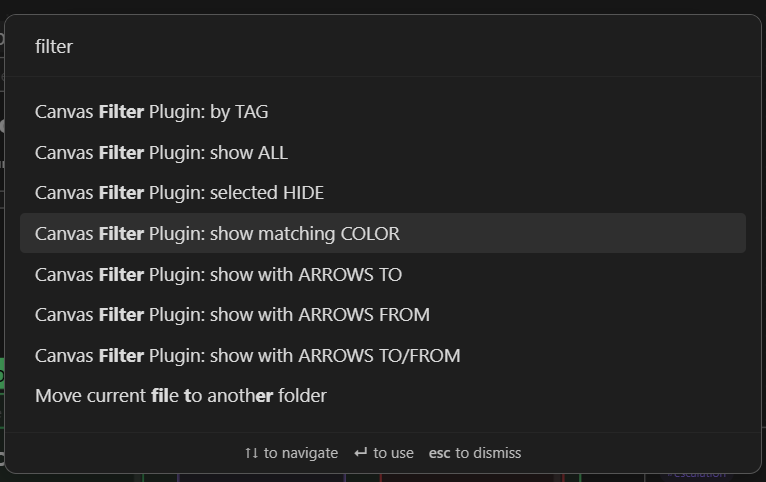 filter
Canvas Filter Plugin: by TAG
Canvas Filter Plugin: show ALL
Canvas Filter Plugin: selected HIDE
Canvas Filter Plugin: show matching COLOR
Canvas Filter Plugin: show with ARROWS TO
Canvas Filter Plugin: show with ARROWS FROM
Canvas Filter Plugin: show with ARROWS TO/FROM
Move current file to another folder
↑↓ to navigate ↵ to use esc to dismiss